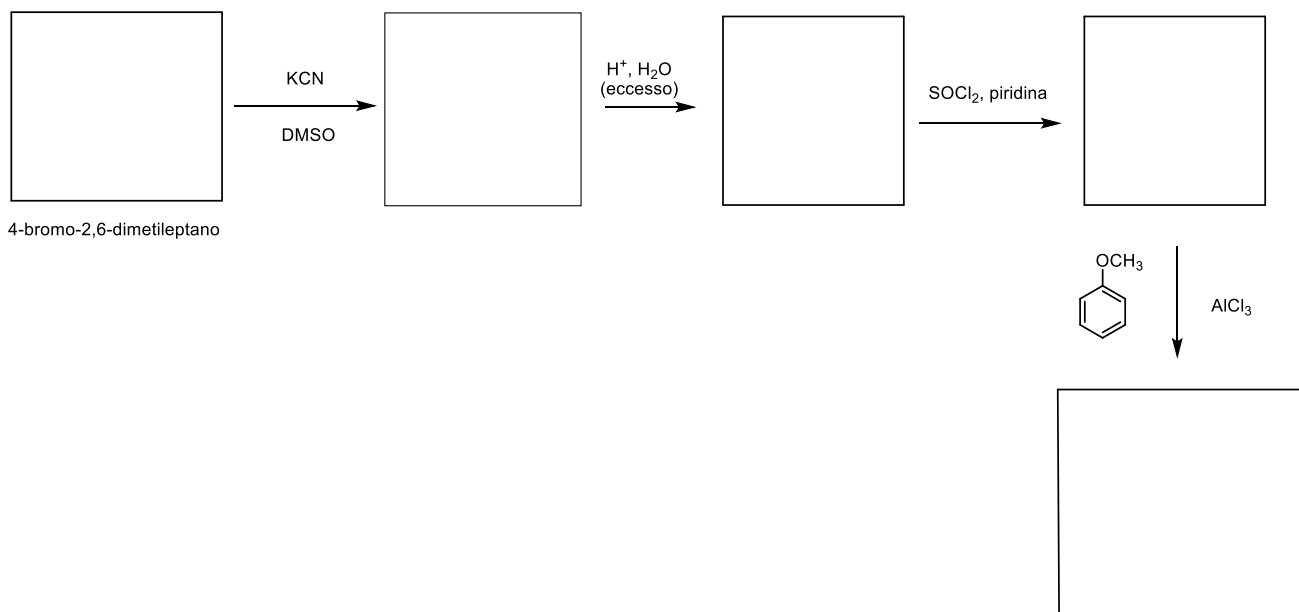 KCN
DMSO
H⁺, H₂O
(eccesso)
SOCl₂, piridina
4-bromo-2,6-dimetileptano
OCH₃
AlCl₃